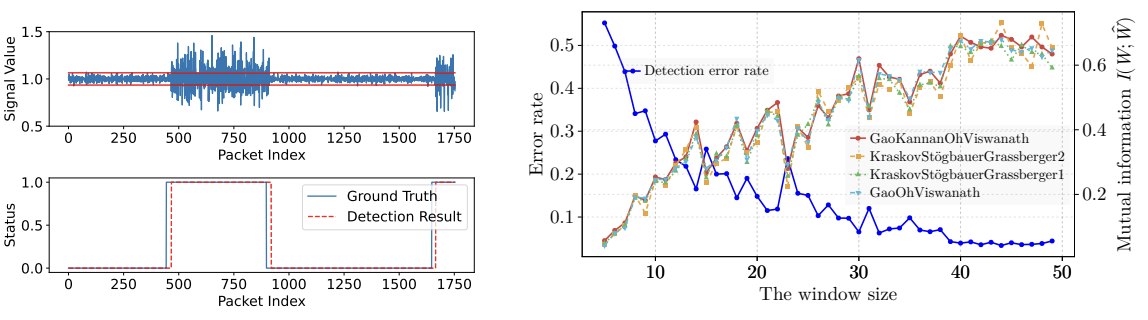 1.5
1.0
0.5
Signal Value
0 250 500 750 1000 1250 1500 1750
Packet Index
1.0
0.5
0.0
Status
Ground Truth
Detection Result
0 250 500 750 1000 1250 1500 1750
Packet Index
0.5
0.4
0.3
0.2
0.1
Error rate
Detection error rate
GaoKannanOhViswanath
KraskovStögbauerGrassberger2
KraskovStögbauerGrassberger1
GaoOhViswanath
10 20 30 40 50
The window size
0.6
0.4
0.2
Mutual information I(W; Ŵ)